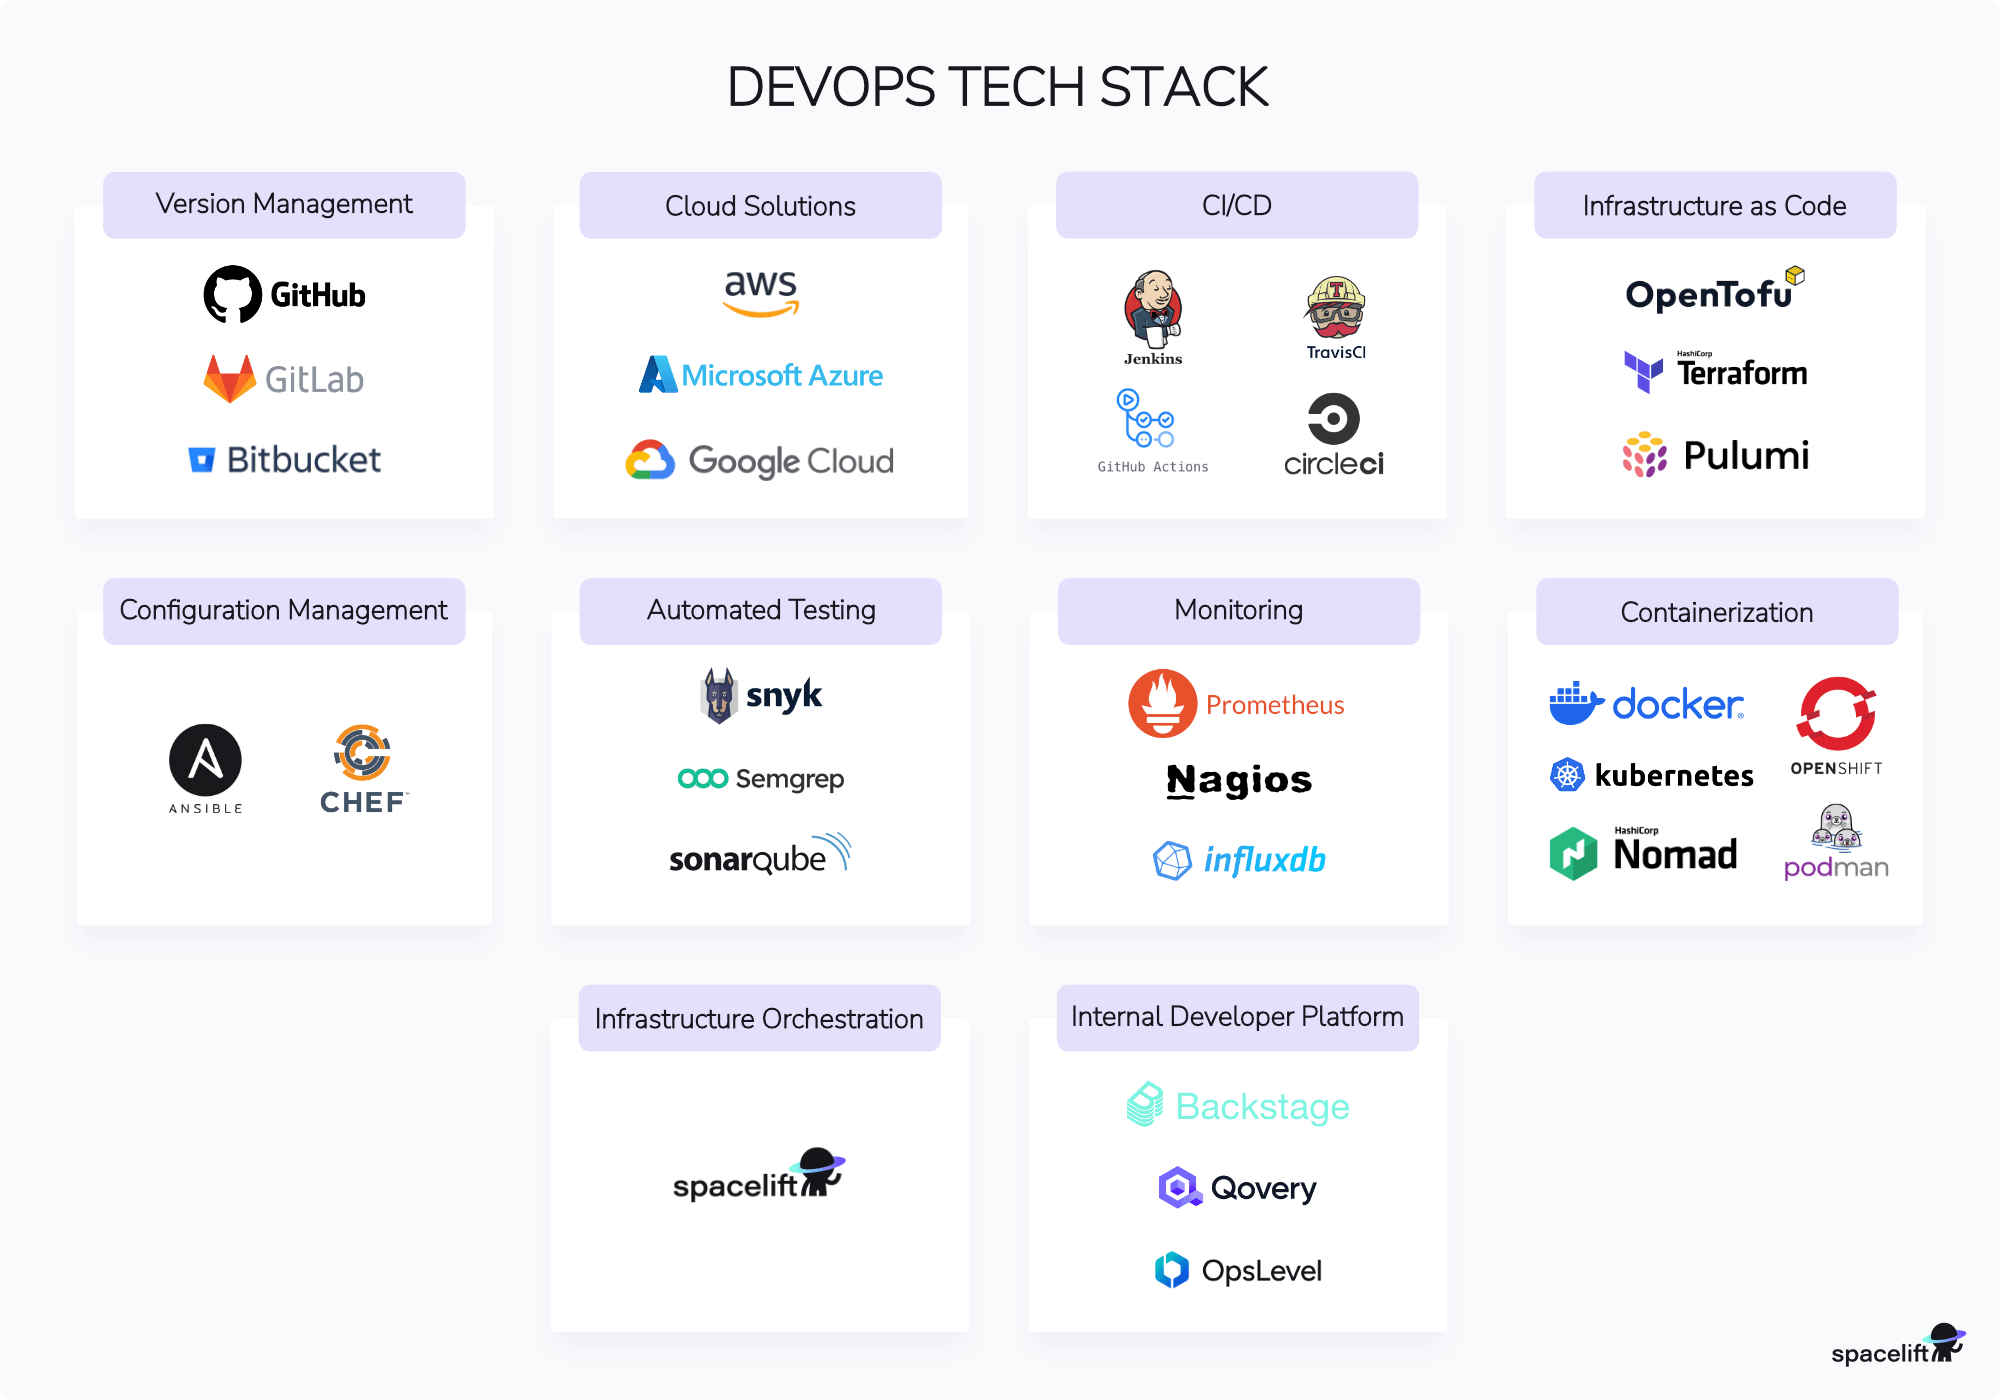 DEVOPS TECH STACK
Version Management
GitHub
GitLab
Bitbucket
Cloud Solutions
aws
Microsoft Azure
Google Cloud
CI/CD
Jenkins
T
TravisCI
GitHub Actions
circleci
Infrastructure as Code
OpenTofu
HashiCorp
Terraform
Pulumi
Configuration Management
ANSIBLE
CHEF™
Automated Testing
snyk
Semgrep
sonarqube
Monitoring
Prometheus
Nagios
influxdb
Containerization
docker®
OPENSHIFT
kubernetes
HashiCorp
Nomad
podman
Infrastructure Orchestration
spacelift
Internal Developer Platform
Backstage
Qovery
OpsLevel
spacelift